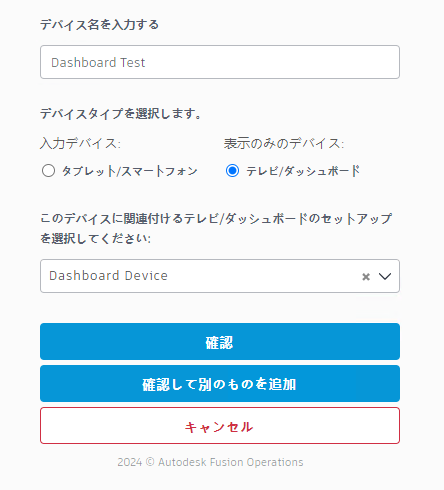 デバイス名を入力する
Dashboard Test
デバイスタイプを選択します。
入力デバイス: 表示のみのデバイス:
タブレット/スマートフォン テレビ/ダッシュボード
このデバイスに関連付けるテレビ/ダッシュボードのセットアップ
を選択してください:
Dashboard Device
確認
確認して別のものを追加
キャンセル
2024 © Autodesk Fusion Operations